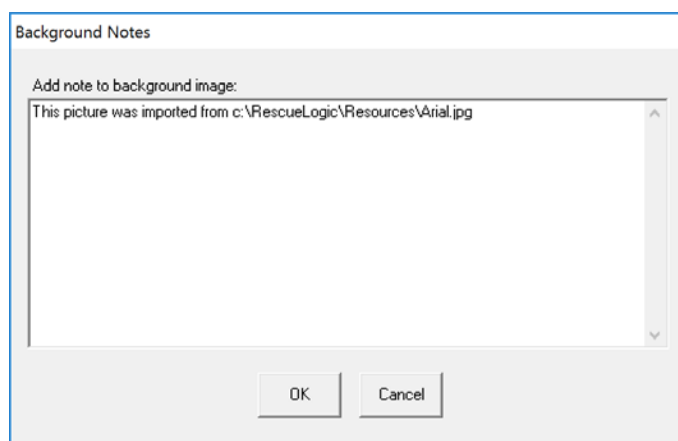 Background Notes
Add note to background image:
This picture was imported from c:\RescueLogic\Resources\Arial.jpg
OK
Cancel